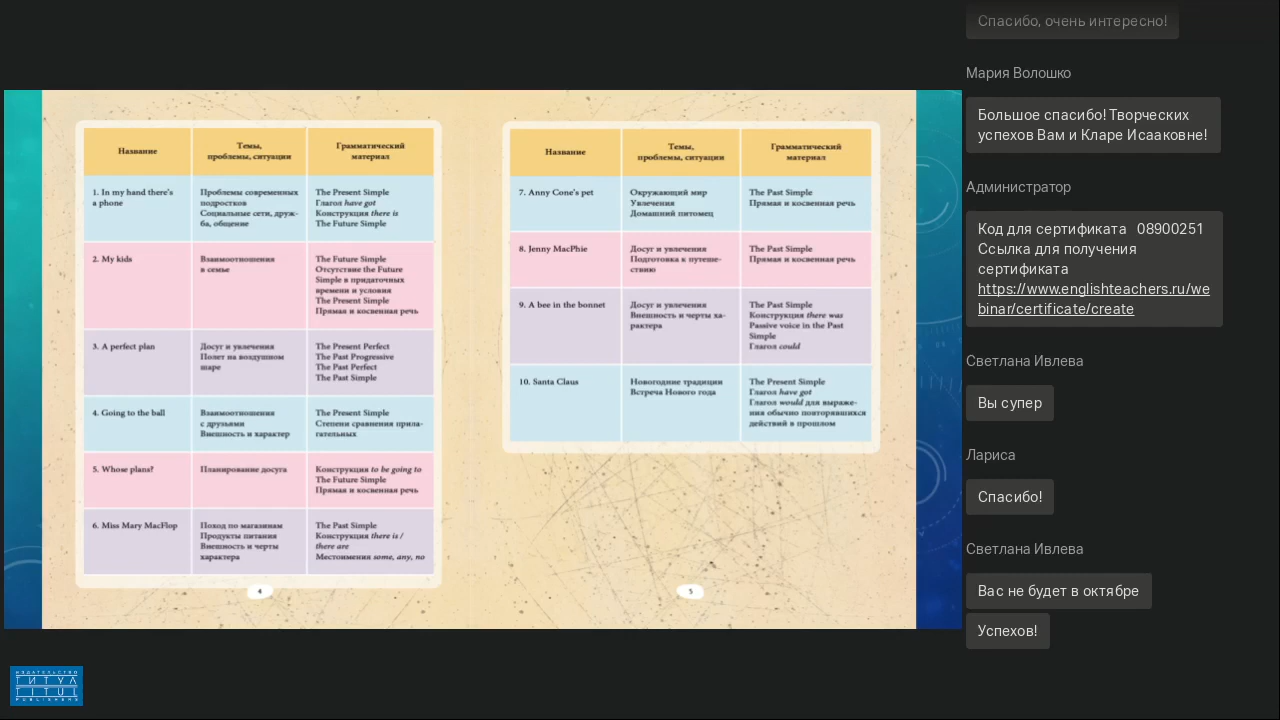 Название
Темы,
проблемы, ситуации
Грамматический
материал
1. In my hand there's
a phone
Проблемы современных
подростков
Социальные сети, друж-
ба, общение
The Present Simple
Глагол have got
Конструкция there is
The Future Simple
2. My kids
Взаимоотношения
в семье
The Future Simple
Отсутствие the Future
Simple в придаточных
времени и условия
The Present Simple
Прямая и косвенная речь
3. A perfect plan
Досуг и увлечения
Полет на воздушном
шаре
The Present Perfect
The Past Progressive
The Past Perfect
The Past Simple
4. Going to the ball
Взаимоотношения
с друзьями
Внешность и характер
The Present Simple
Степени сравнения прила-
гательных
5. Whose plans?
Планирование досуга
Конструкция to be going to
The Future Simple
Прямая и косвенная речь
6. Miss Mary MacFlop
Поход по магазинам
Продукты питания
Внешность и черты
характера
The Past Simple
Конструкция there is /
there are
Местоимения some, any, no
4
Название
Темы,
проблемы, ситуации
Грамматический
материал
7. Anny Cone's pet
Окружающий мир
Увлечения
Домашний питомец
The Past Simple
Прямая и косвенная речь
8. Jenny MacPhie
Досуг и увлечения
Подготовка к путеше-
ствию
The Past Simple
Прямая и косвенная речь
9. A bee in the bonnet
Досуг и увлечения
Внешность и черты ха-
рактера
The Past Simple
Конструкция there was
Passive voice in the Past
Simple
Глагол could
10. Santa Claus
Новогодние традиции
Встреча Нового года
The Present Simple
Глагол have got
Глагол would для выраже-
ния обычно повторявшихся
действий в прошлом
5
ИЗДАТЕЛЬСТВО
ТИТУЛ
TITUL
PUBLISHERS
Спасибо, очень интересно!
Мария Волошко
Большое спасибо! Творческих
успехов Вам и Кларе Исааковне!
Администратор
Код для сертификата 08900251
Ссылка для получения
сертификата
https://www.englishteachers.ru/we
binar/certificate/create
Светлана Ивлева
Вы супер
Лариса
Спасибо!
Светлана Ивлева
Вас не будет в октябре
Успехов!